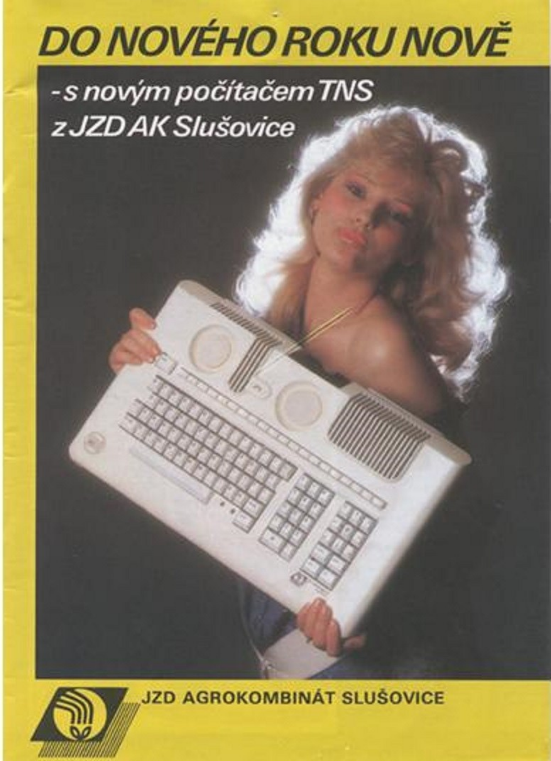 DO NOVÉHO ROKU NOVĚ
- s novým počítačem TNS
z JZD AK Slušovice
JZD AGROKOMBINÁT SLUŠOVICE